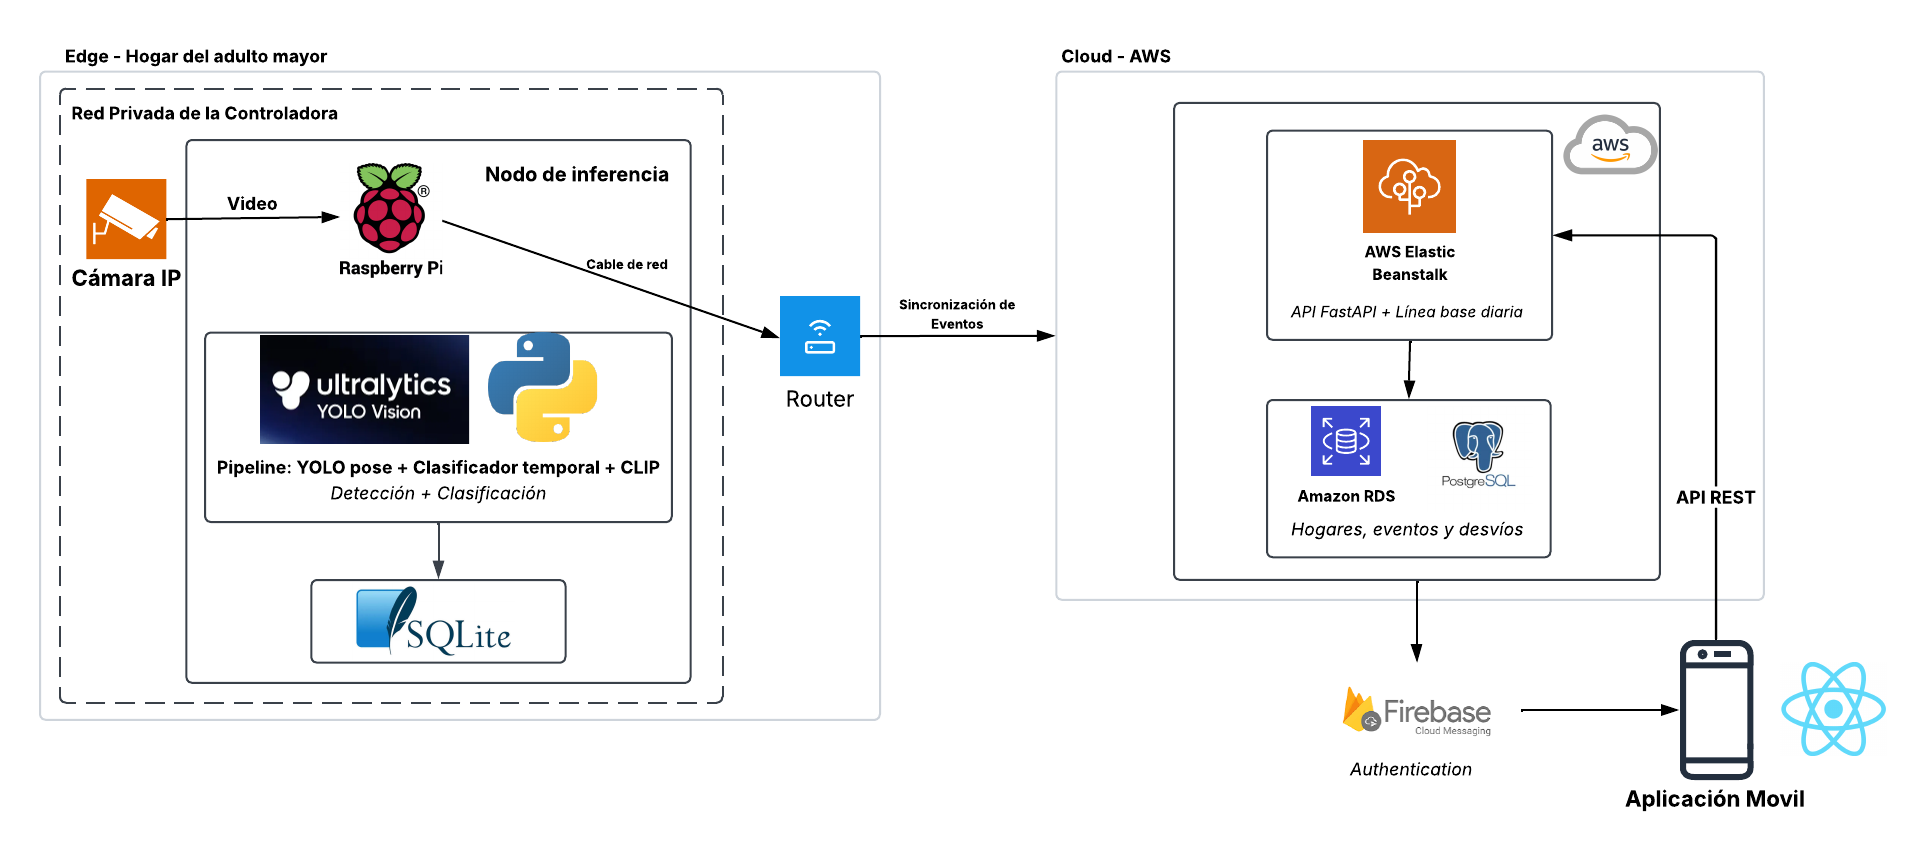 Edge - Hogar del adulto mayor
Red Privada de la Controladora
Nodo de inferencia
Video
®
Cámara IP
Raspberry Pi
Cable de red
Router
ultralytics
YOLO Vision
Pipeline: YOLO pose + Clasificador temporal + CLIP
Detección + Clasificación
SQLite
Sincronización de
Eventos
Cloud - AWS
aws
AWS Elastic
Beanstalk
API FastAPI + Línea base diaria
Amazon RDS
PostgreSQL
Hogares, eventos y desvíos
API REST
Firebase
Cloud Messaging
Authentication
Aplicación Movil